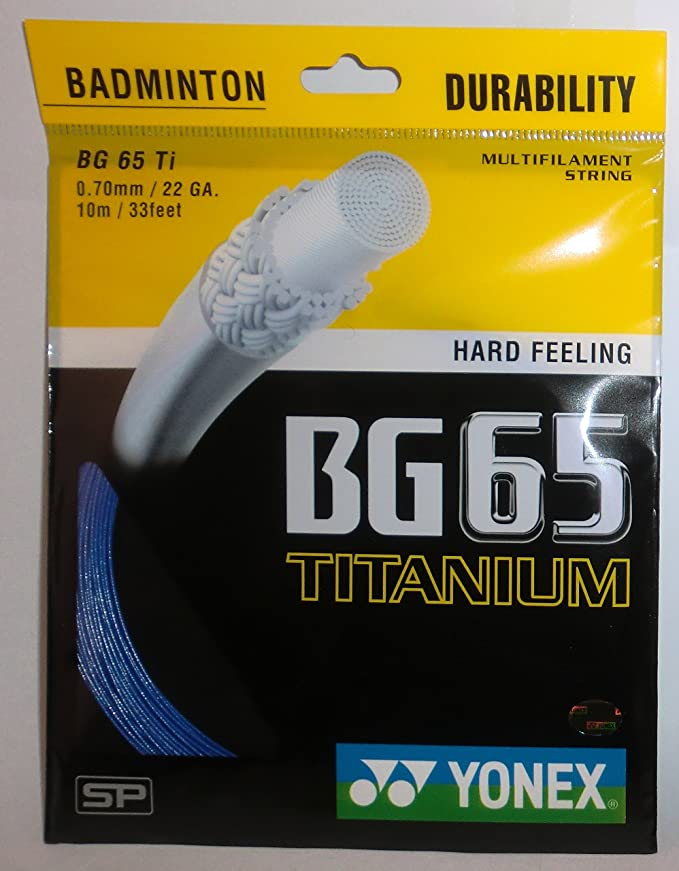 BADMINTON
DURABILITY
BG 65 Ti
0.70mm / 22 GA.
10m / 33feet
MULTIFILAMENT
STRING
HARD FEELING
BG65
TITANIUM
YONEX
YONEX®
SP